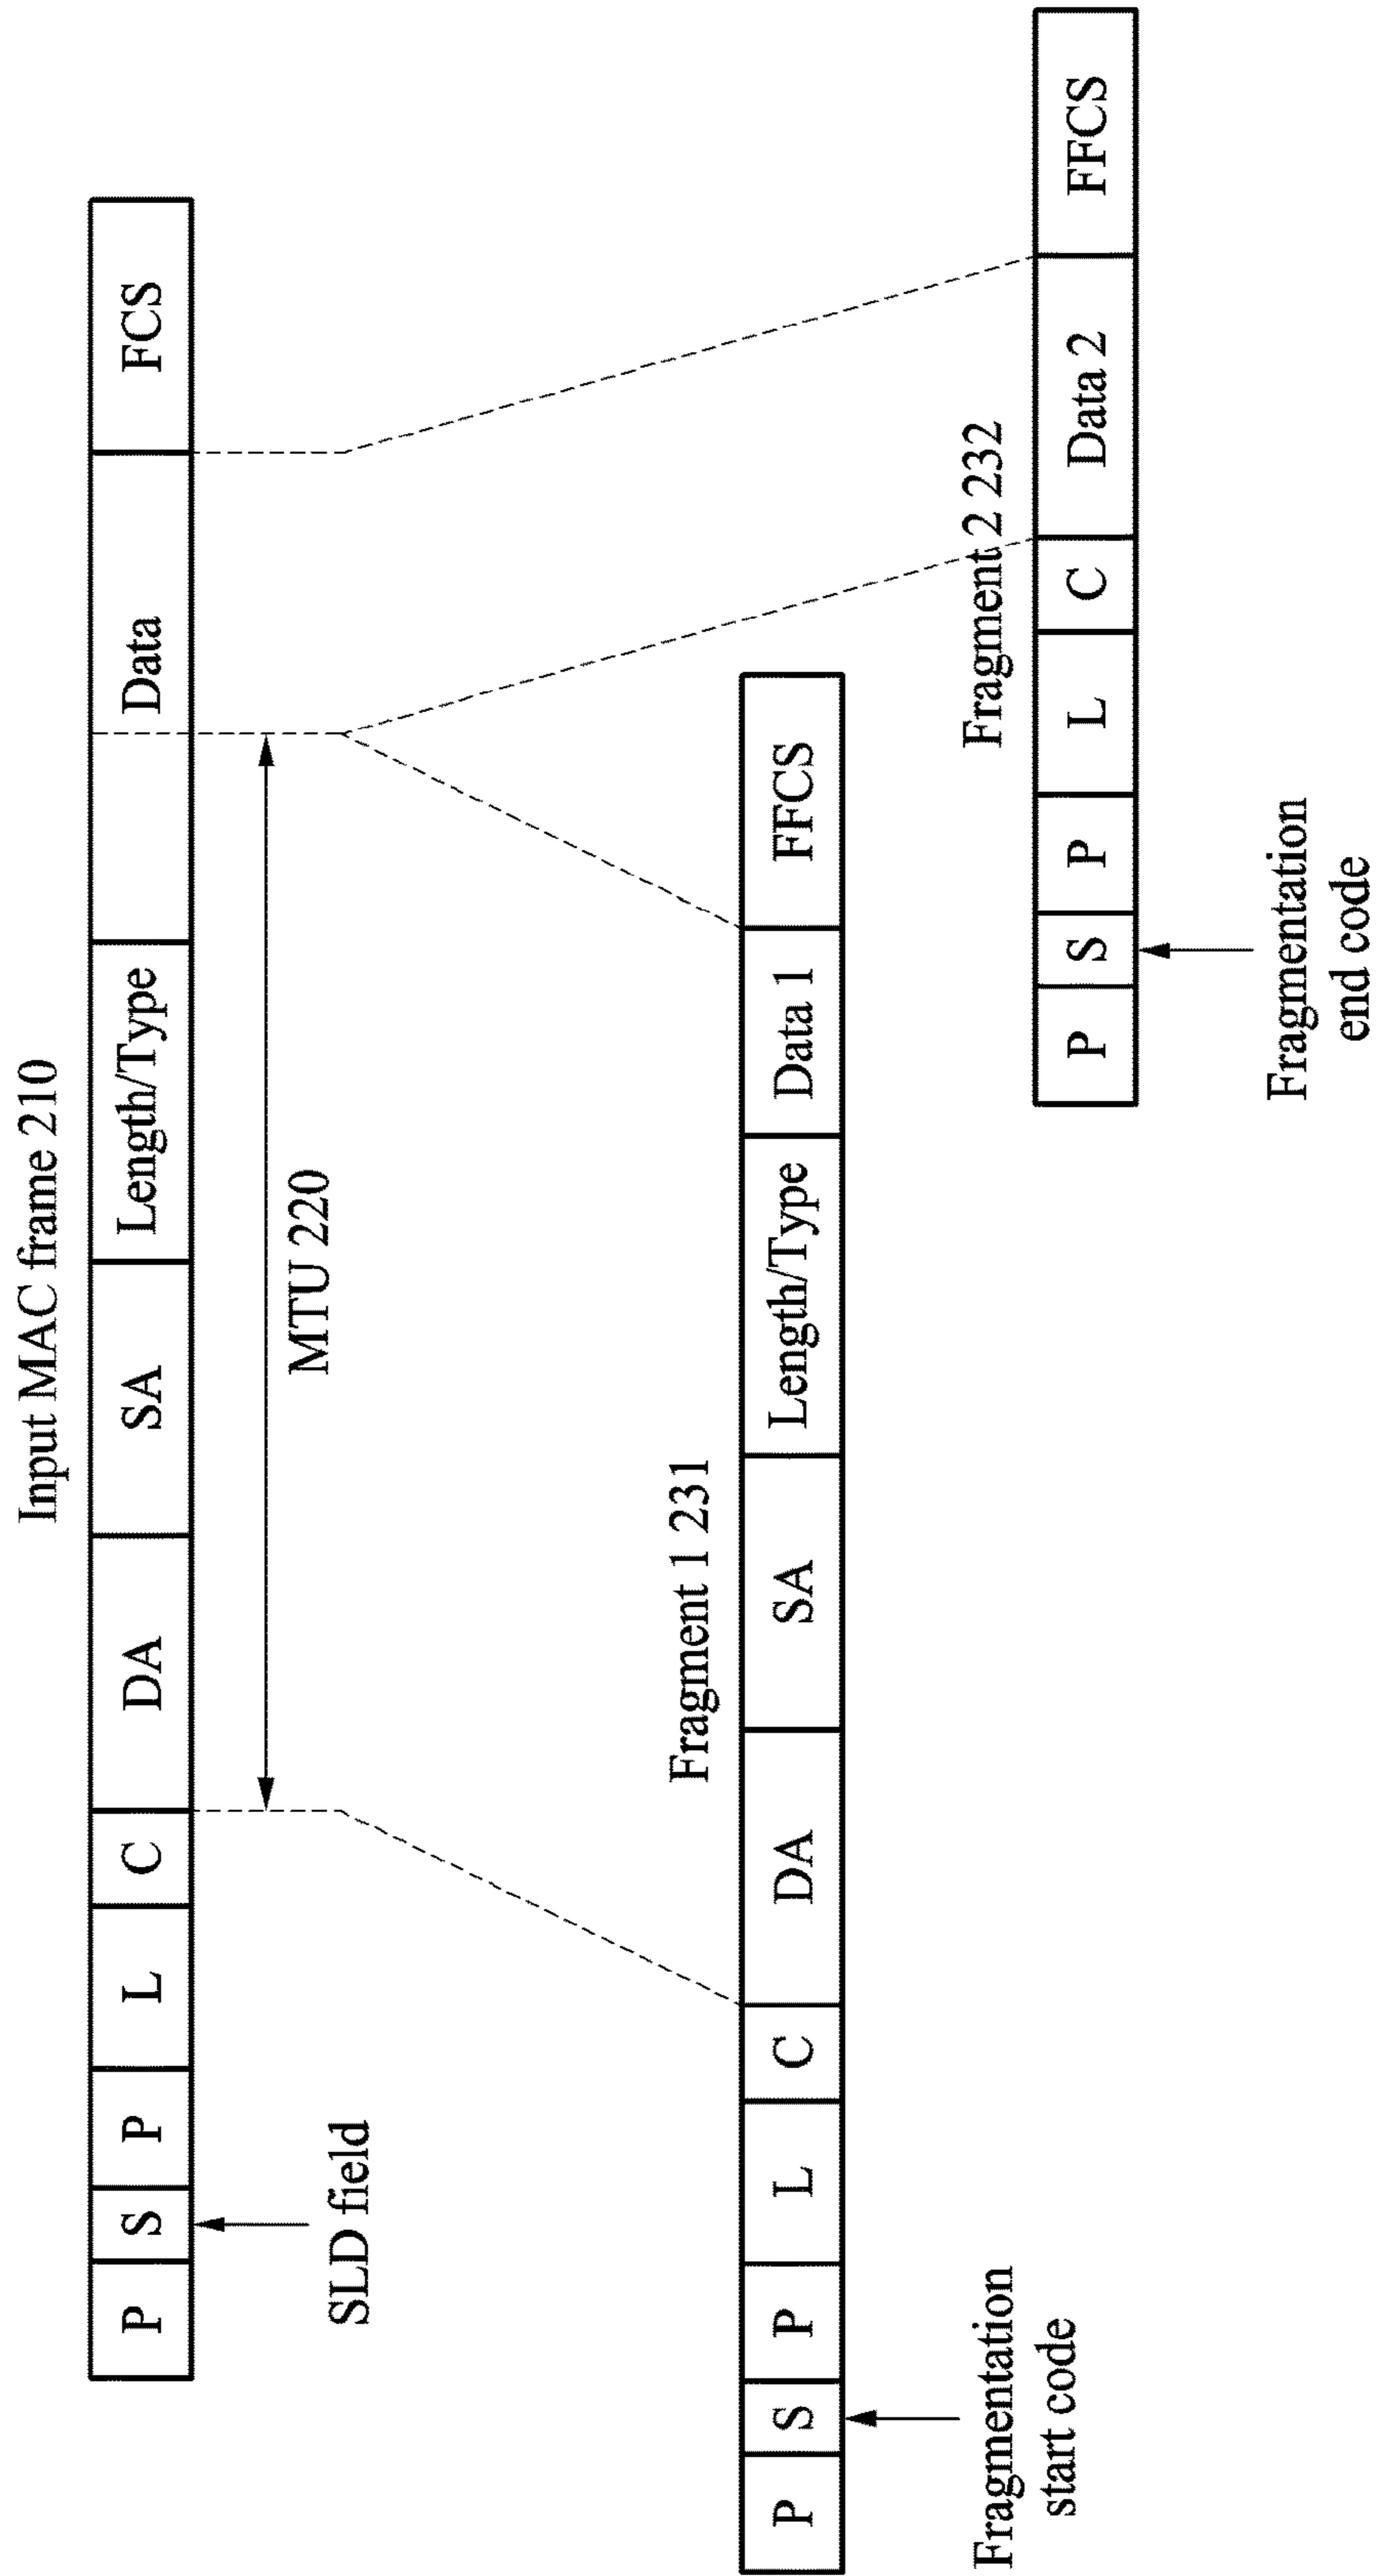 Input MAC frame 210
P S P L C DA SA Length/Type Data FCS
SLD field
MTU 220
Fragment 1 231
P S P L C DA SA Length/Type Data 1 FFCS
Fragmentation
start code
Fragment 2 232
P S P L C Data 2 FFCS
Fragmentation
end code